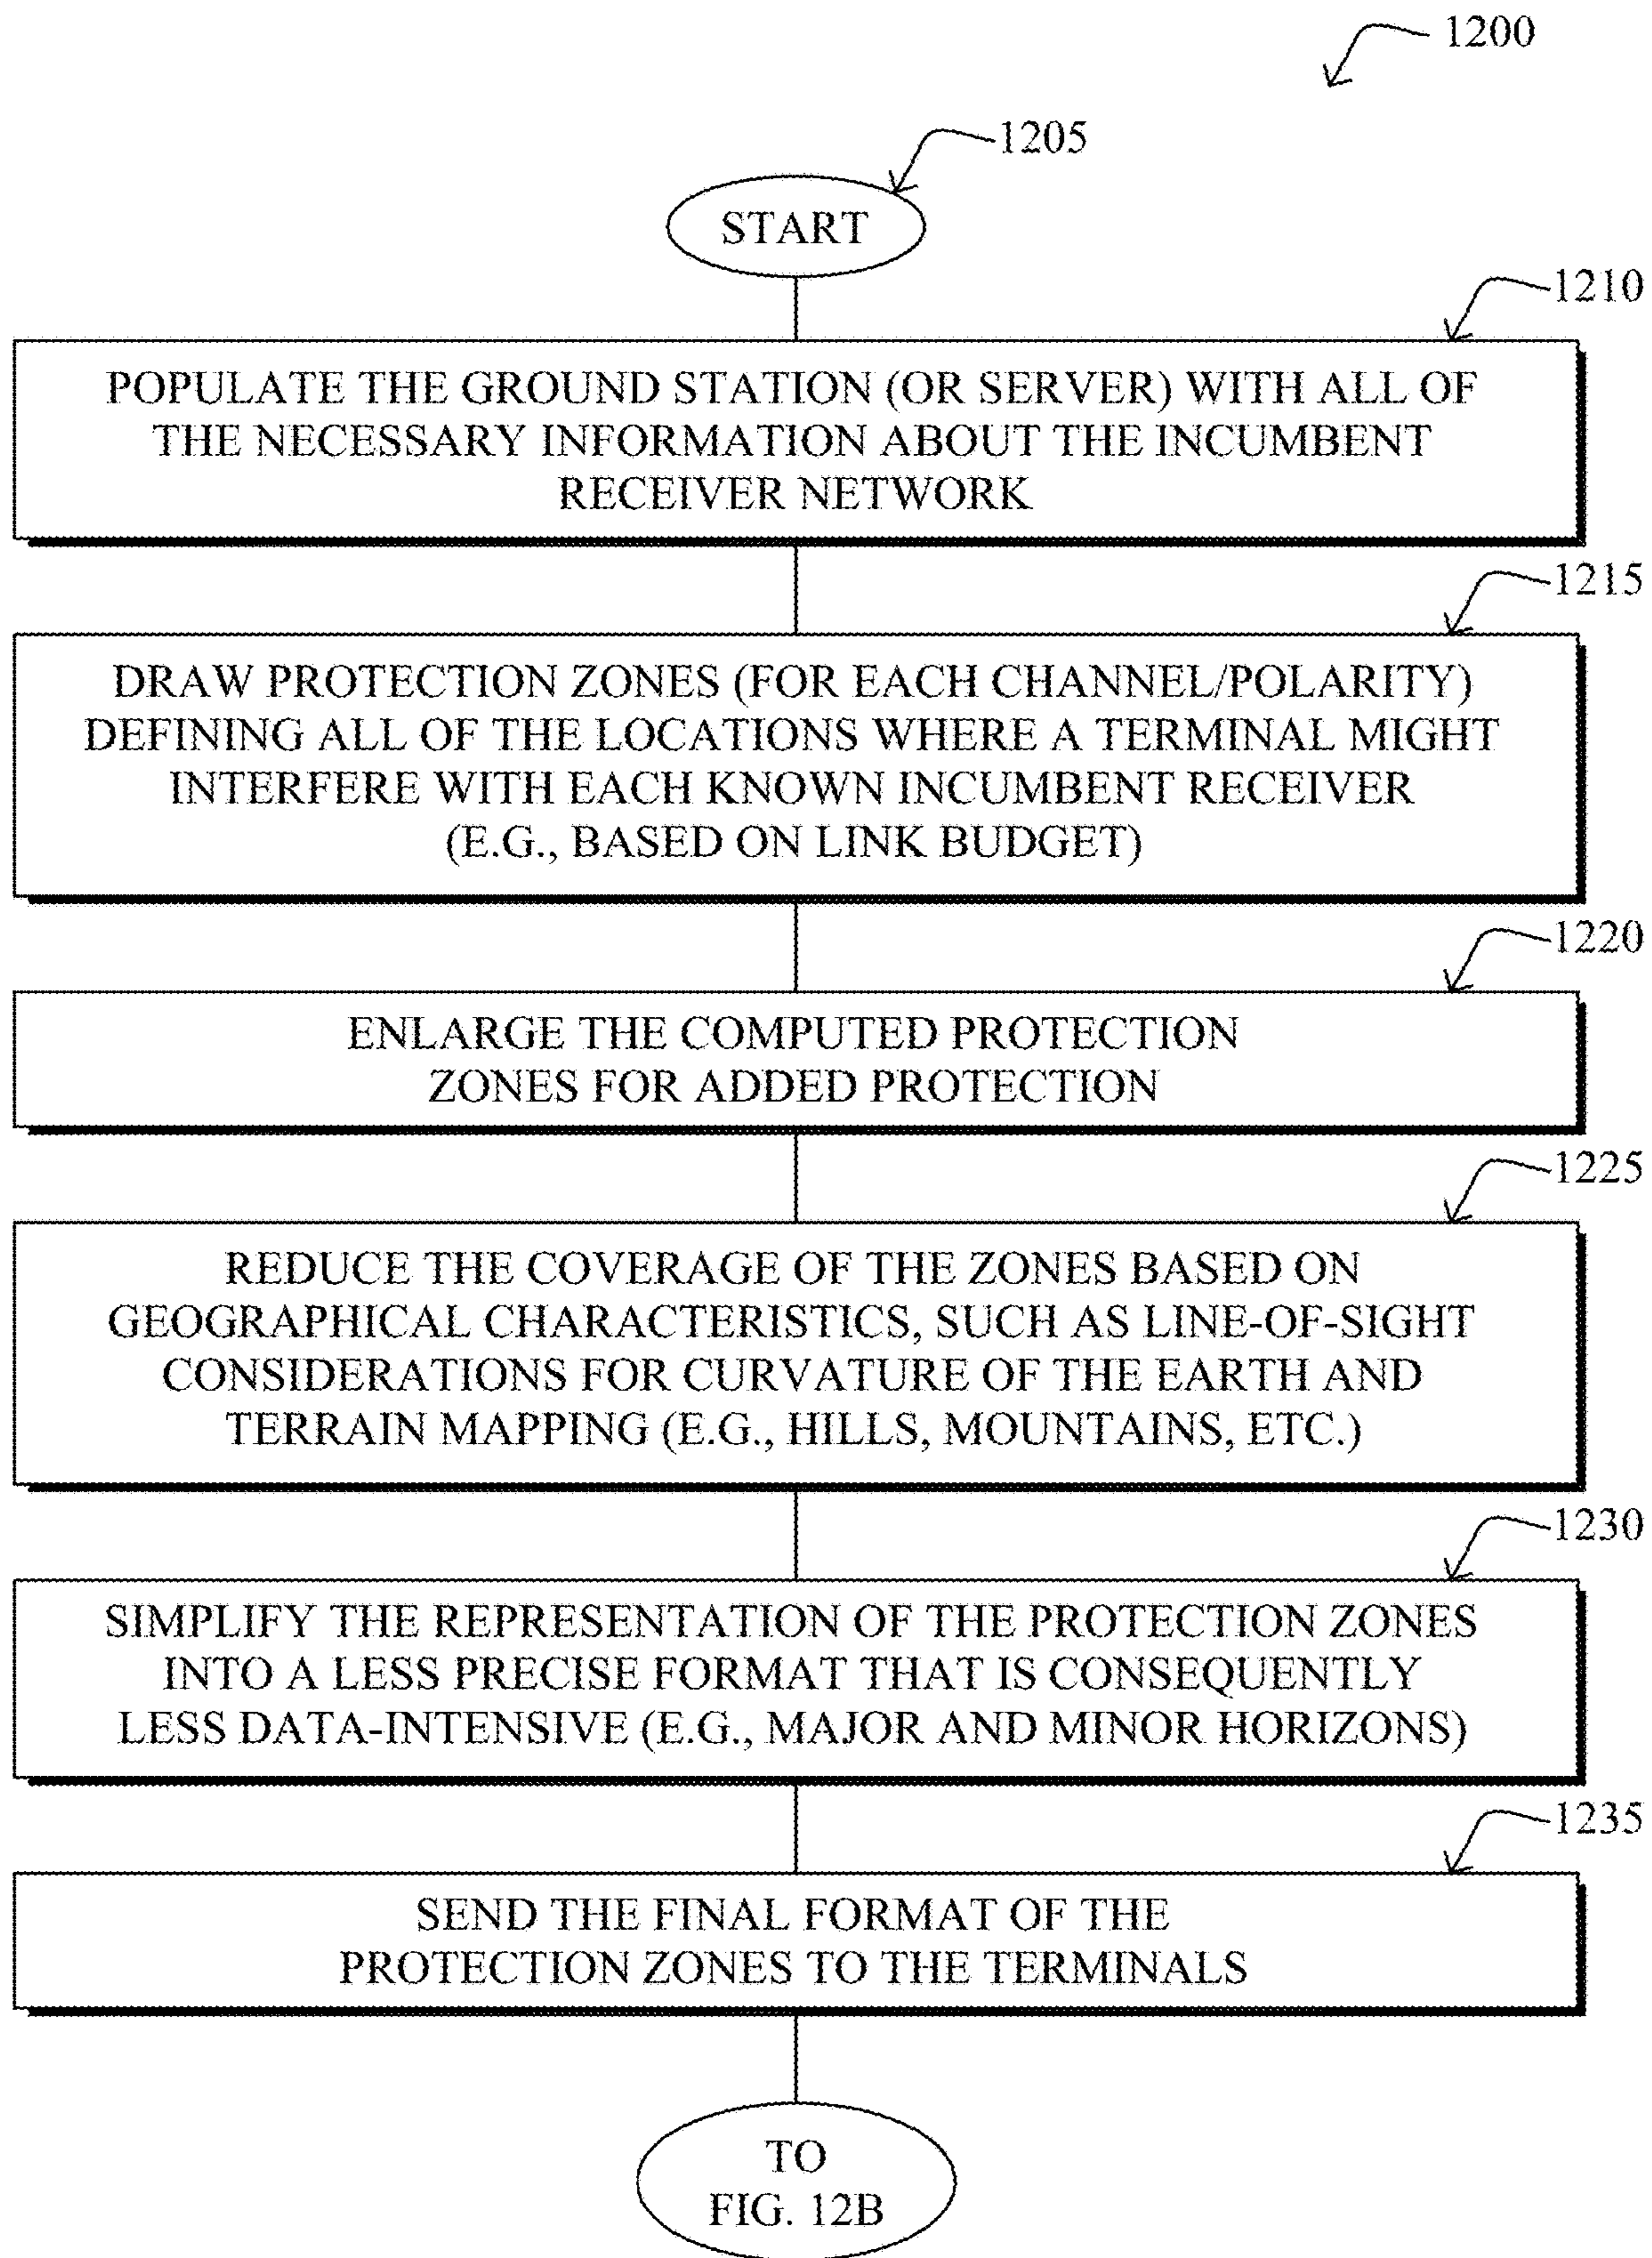 1200
1205
START
1210
POPULATE THE GROUND STATION (OR SERVER) WITH ALL OF
THE NECESSARY INFORMATION ABOUT THE INCUMBENT
RECEIVER NETWORK
1215
DRAW PROTECTION ZONES (FOR EACH CHANNEL/POLARITY)
DEFINING ALL OF THE LOCATIONS WHERE A TERMINAL MIGHT
INTERFERE WITH EACH KNOWN INCUMBENT RECEIVER
(E.G., BASED ON LINK BUDGET)
1220
ENLARGE THE COMPUTED PROTECTION
ZONES FOR ADDED PROTECTION
1225
REDUCE THE COVERAGE OF THE ZONES BASED ON
GEOGRAPHICAL CHARACTERISTICS, SUCH AS LINE-OF-SIGHT
CONSIDERATIONS FOR CURVATURE OF THE EARTH AND
TERRAIN MAPPING (E.G., HILLS, MOUNTAINS, ETC.)
1230
SIMPLIFY THE REPRESENTATION OF THE PROTECTION ZONES
INTO A LESS PRECISE FORMAT THAT IS CONSEQUENTLY
LESS DATA-INTENSIVE (E.G., MAJOR AND MINOR HORIZONS)
1235
SEND THE FINAL FORMAT OF THE
PROTECTION ZONES TO THE TERMINALS
TO
FIG. 12B